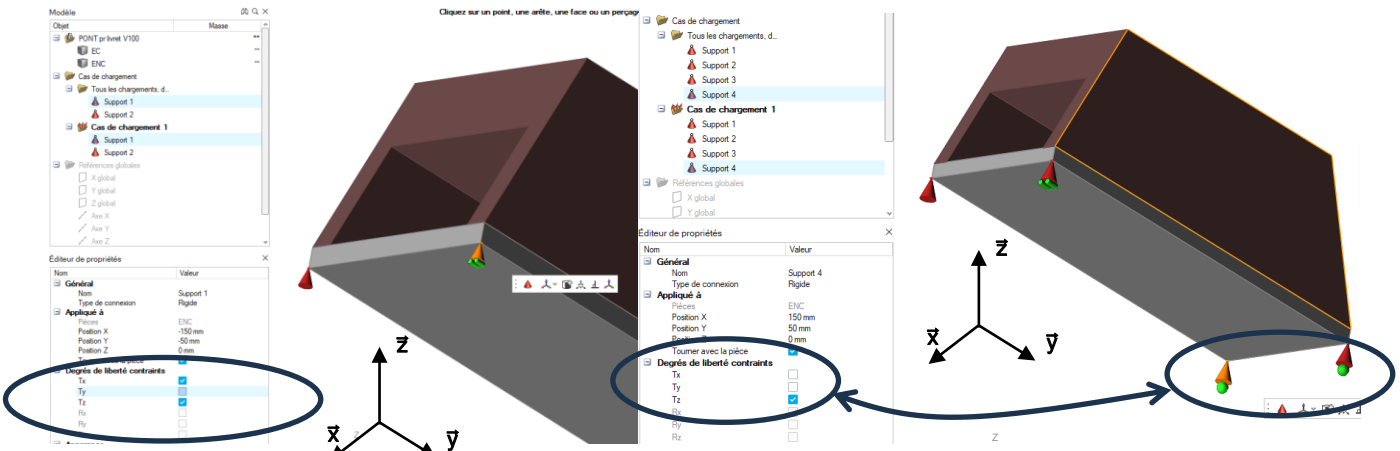 Modèle
Objet Masse
PONT pr livret V100
EC
ENC
Cas de chargement
Tous les chargements, d...
Support 1
Support 2
Cas de chargement 1
Support 1
Support 2
Références globales
X global
Y global
Z global
Axe X
Axe Y
Axe Z
Éditeur de propriétés
Nom Valeur
Général
Nom Support 1
Type de connexion Rigide
Appliqué à
Pièces ENC
Position X -150 mm
Position Y -50 mm
Position Z 0 mm
Degrés de liberté contraints
Tx
Ty
Tz
Rx
Ry
Cliquez sur un point, une arête, une face ou un perçage
z
x
y
Z
Cas de chargement
Tous les chargements, d...
Support 1
Support 2
Support 3
Support 4
Cas de chargement 1
Support 1
Support 2
Support 3
Support 4
Références globales
X global
Y global
Éditeur de propriétés
Nom Valeur
Général
Nom Support 4
Type de connexion Rigide
Appliqué à
Pièces ENC
Position X 150 mm
Position Y 50 mm
Position Z 0 mm
Tourner avec la pièce
Degrés de liberté contraints
Tx
Ty
Tz
Rx
Ry
Rz
z
x
y
Z